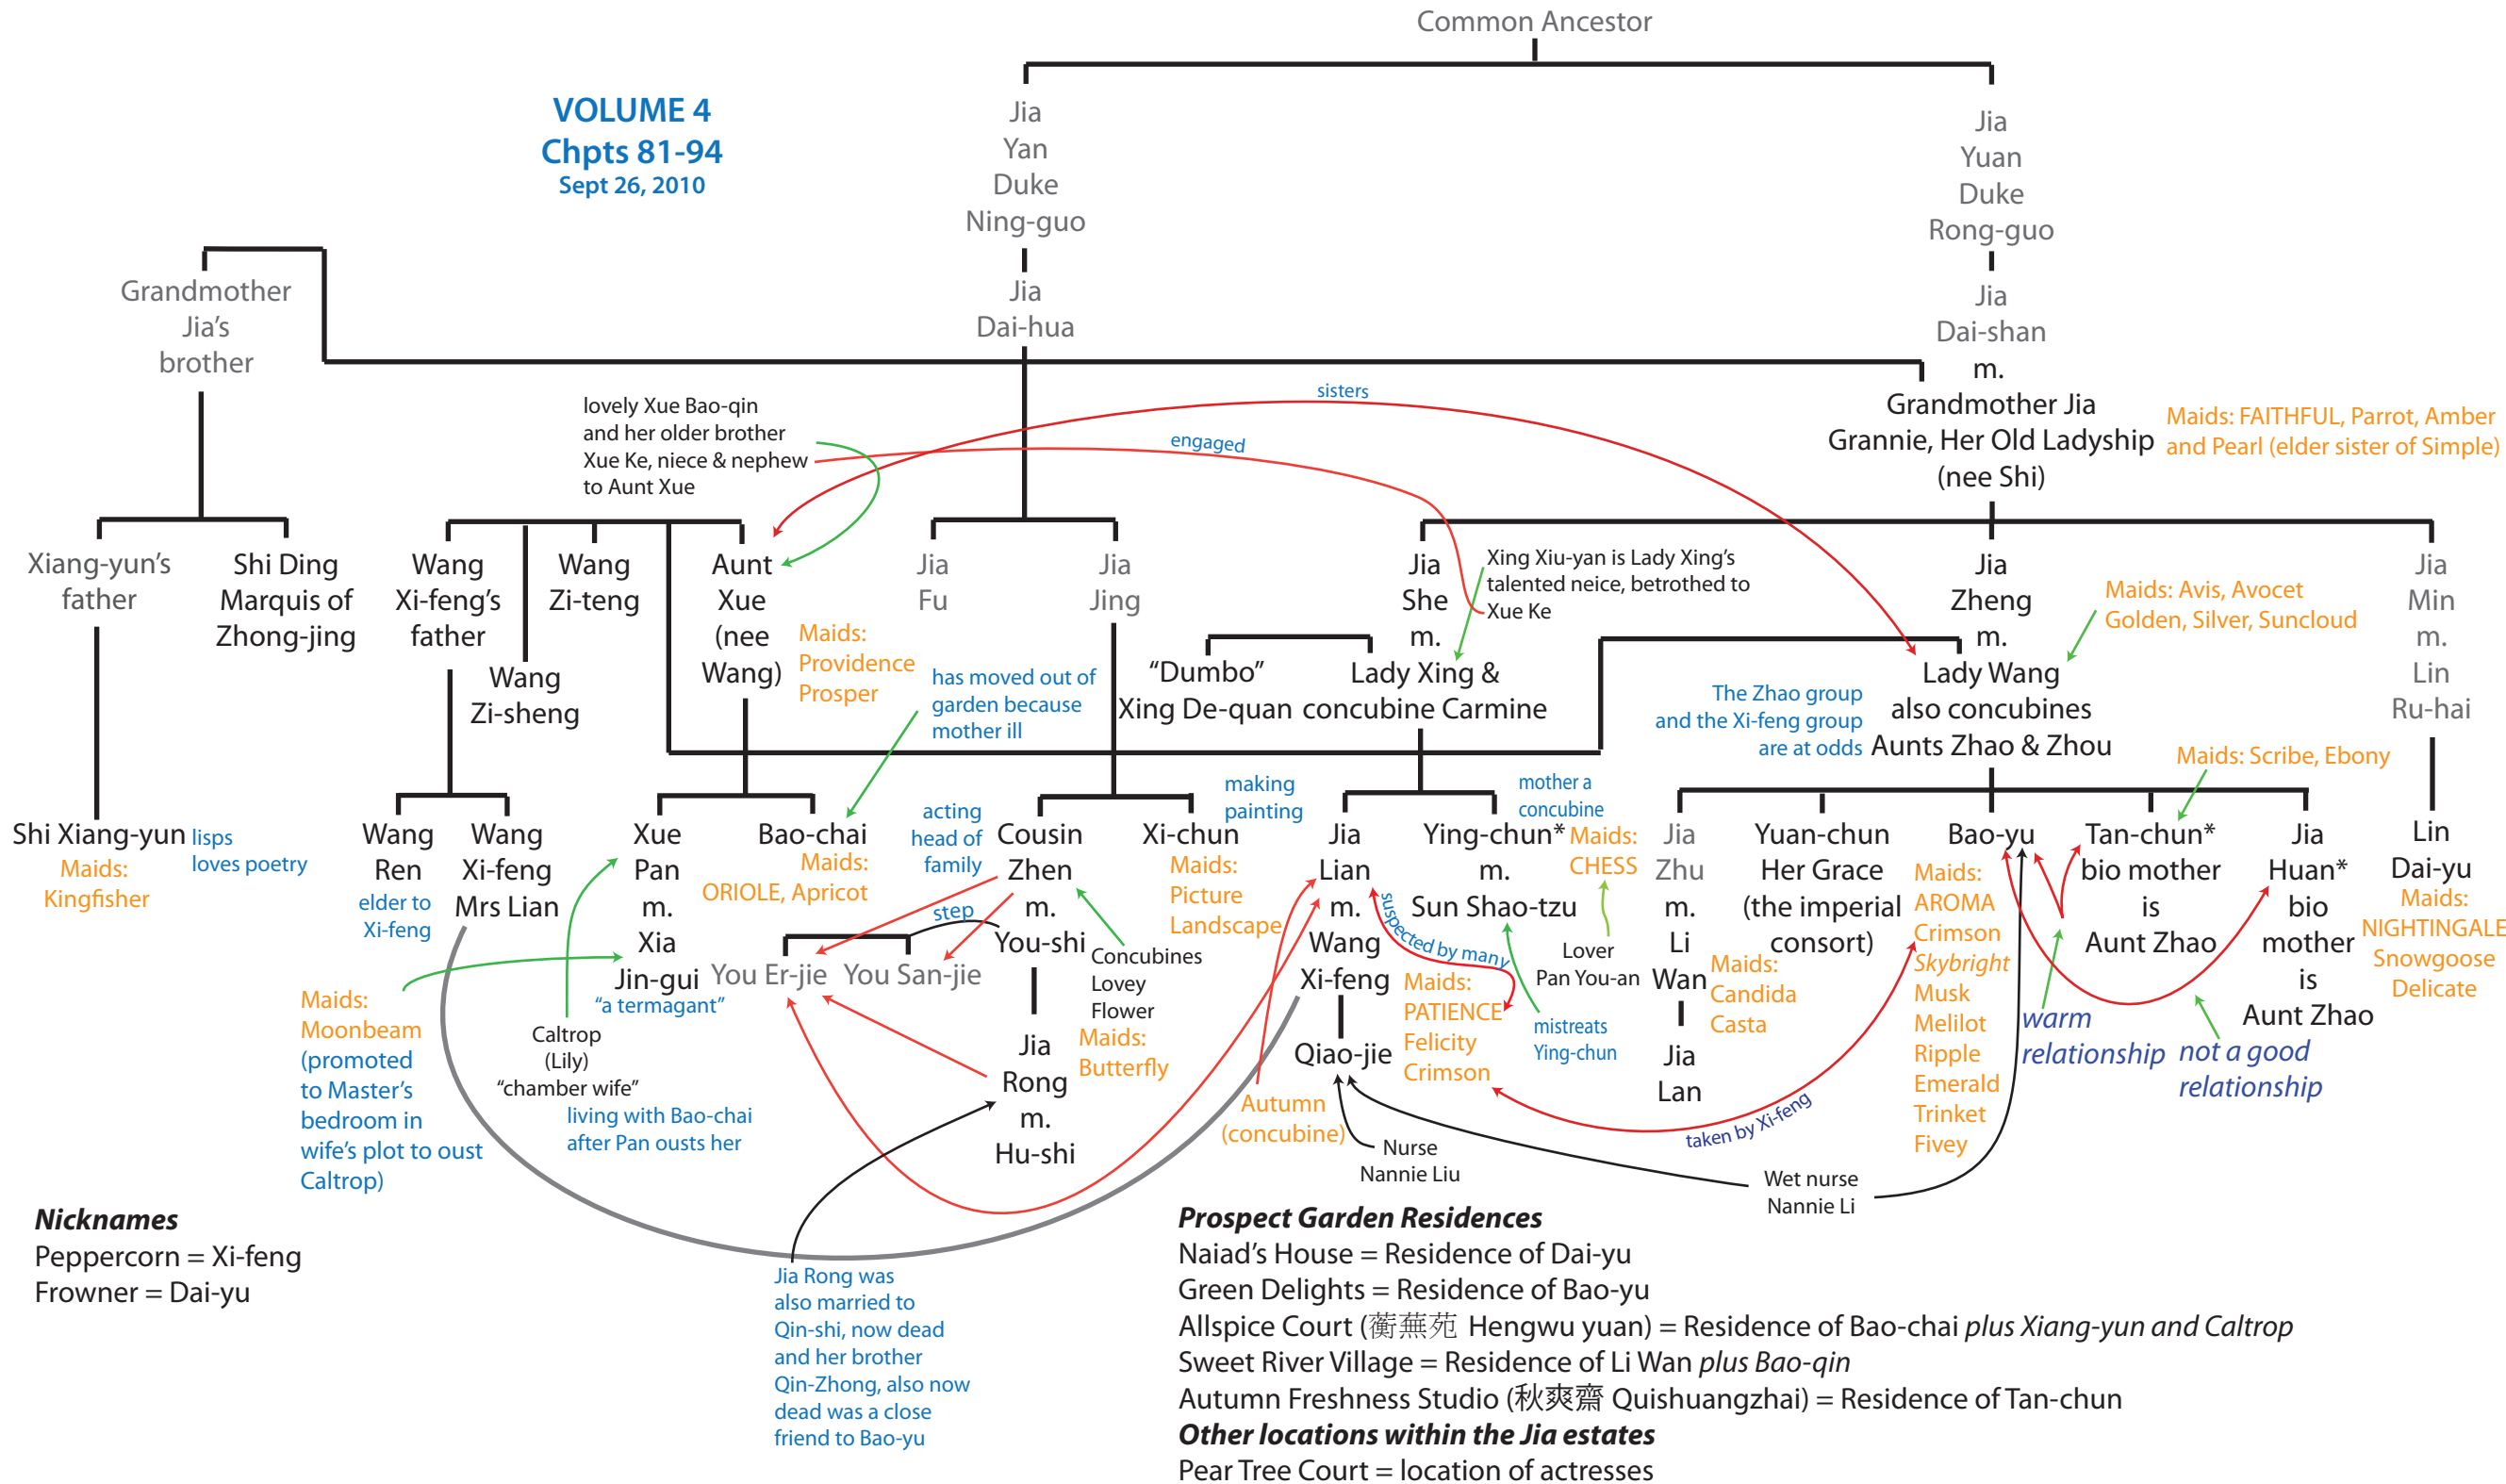 Common Ancestor
VOLUME 4
Chpts 81-94
Sept 26, 2010
Jia
Yan
Duke
Ning-guo
Jia
Yuan
Duke
Rong-guo
Grandmother
Jia's
brother
Jia
Dai-hua
Jia
Dai-shan
m.
Grandmother Jia
Grannie, Her Old Ladyship
(nee Shi)
Maids: FAITHFUL, Parrot, Amber
and Pearl (elder sister of Simple)
lovely Xue Bao-qin
and her older brother
Xue Ke, niece & nephew
to Aunt Xue
sisters
engaged
Xiang-yun's
father
Shi Ding
Marquis of
Zhong-jing
Wang
Xi-feng's
father
Wang
Zi-sheng
Wang
Zi-teng
Aunt
Xue
(nee
Wang)
Maids:
Providence
Prosper
has moved out of
garden because
mother ill
Jia
Fu
Jia
Jing
Jia
She
m.
Lady Xing &
concubine Carmine
"Dumbo"
Xing De-quan
Xing Xiu-yan is Lady Xing's
talented neice, betrothed to
Xue Ke
Jia
Zheng
m.
Lady Wang
also concubines
Aunts Zhao & Zhou
Maids: Avis, Avocet
Golden, Silver, Suncloud
The Zhao group
and the Xi-feng group
are at odds
Jia
Min
m.
Lin
Ru-hai
Maids: Scribe, Ebony
Shi Xiang-yun
lisps
loves poetry
Maids:
Kingfisher
Wang
Ren
elder to
Xi-feng
Wang
Xi-feng
Mrs Lian
Xue
Pan
m.
Xia
Jin-gui
"a termagant"
Bao-chai
Maids:
ORIOLE, Apricot
acting
head of
family
Cousin
Zhen
m.
You-shi
step
You Er-jie
You San-jie
Xi-chun
making
painting
Maids:
Picture
Landscape
Concubines
Lovey
Flower
Maids:
Butterfly
Jia
Rong
m.
Hu-shi
Jia
Lian
m.
Wang
Xi-feng
Qiao-jie
suspected by many
Ying-chun*
m.
Sun Shao-tzu
mother a
concubine
Maids:
CHESS
Lover
Pan You-an
Maids:
PATIENCE
Felicity
Crimson
mistreats
Ying-chun
Jia
Zhu
m.
Li
Wan
Jia
Lan
Maids:
Candida
Casta
Yuan-chun
Her Grace
(the imperial
consort)
Bao-yu
Maids:
AROMA
Crimson
Skybright
Musk
Melilot
Ripple
Emerald
Trinket
Fivey
Tan-chun*
bio mother
is
Aunt Zhao
Jia
Huan*
bio
mother
is
Aunt Zhao
Lin
Dai-yu
Maids:
NIGHTINGALE
Snowgoose
Delicate
warm
relationship
not a good
relationship
Maids:
Moonbeam
(promoted
to Master's
bedroom in
wife's plot to oust
Caltrop)
Caltrop
(Lily)
"chamber wife"
living with Bao-chai
after Pan ousts her
Autumn
(concubine)
Nurse
Nannie Liu
taken by Xi-feng
Wet nurse
Nannie Li
Jia Rong was
also married to
Qin-shi, now dead
and her brother
Qin-Zhong, also now
dead was a close
friend to Bao-yu
Nicknames
Peppercorn = Xi-feng
Frowner = Dai-yu
Prospect Garden Residences
Naiad's House = Residence of Dai-yu
Green Delights = Residence of Bao-yu
Allspice Court (蘅蕪苑 Hengwu yuan) = Residence of Bao-chai plus Xiang-yun and Caltrop
Sweet River Village = Residence of Li Wan plus Bao-qin
Autumn Freshness Studio (秋爽齋 Quishuangzhai) = Residence of Tan-chun
Other locations within the Jia estates
Pear Tree Court = location of actresses